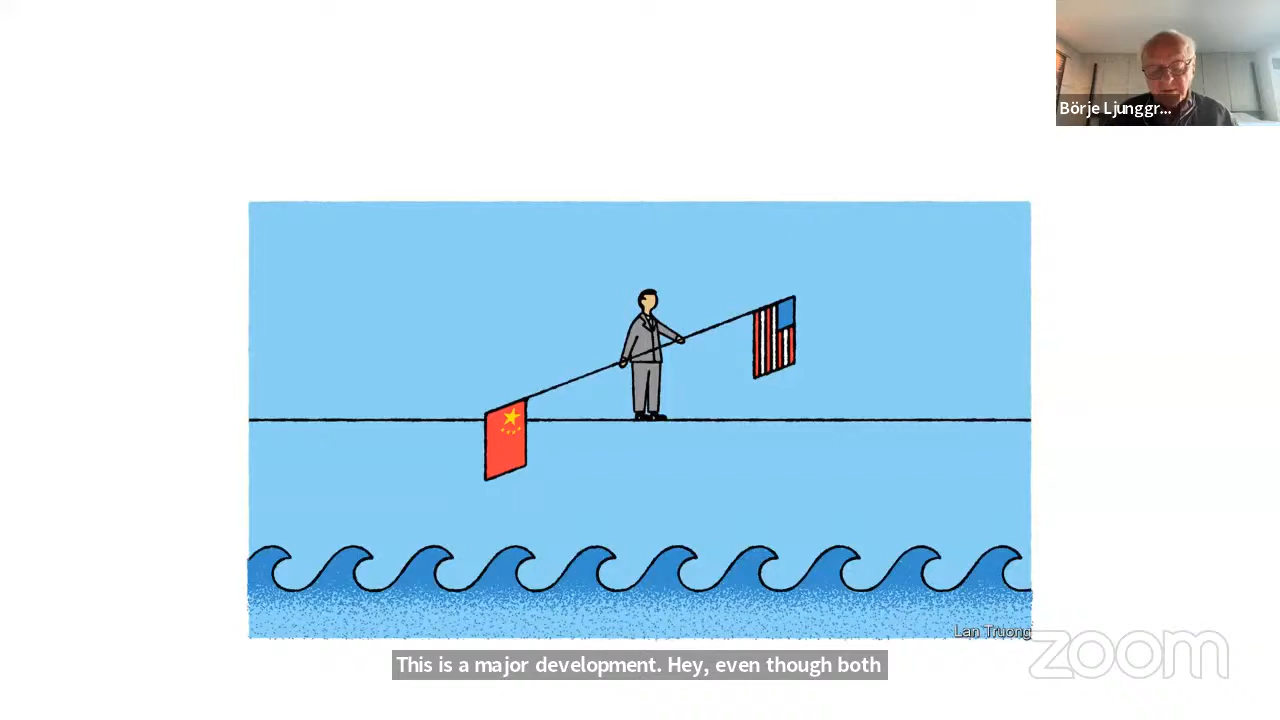 Börje Ljunggr...
Lan Truong
zoom
This is a major development. Hey, even though both